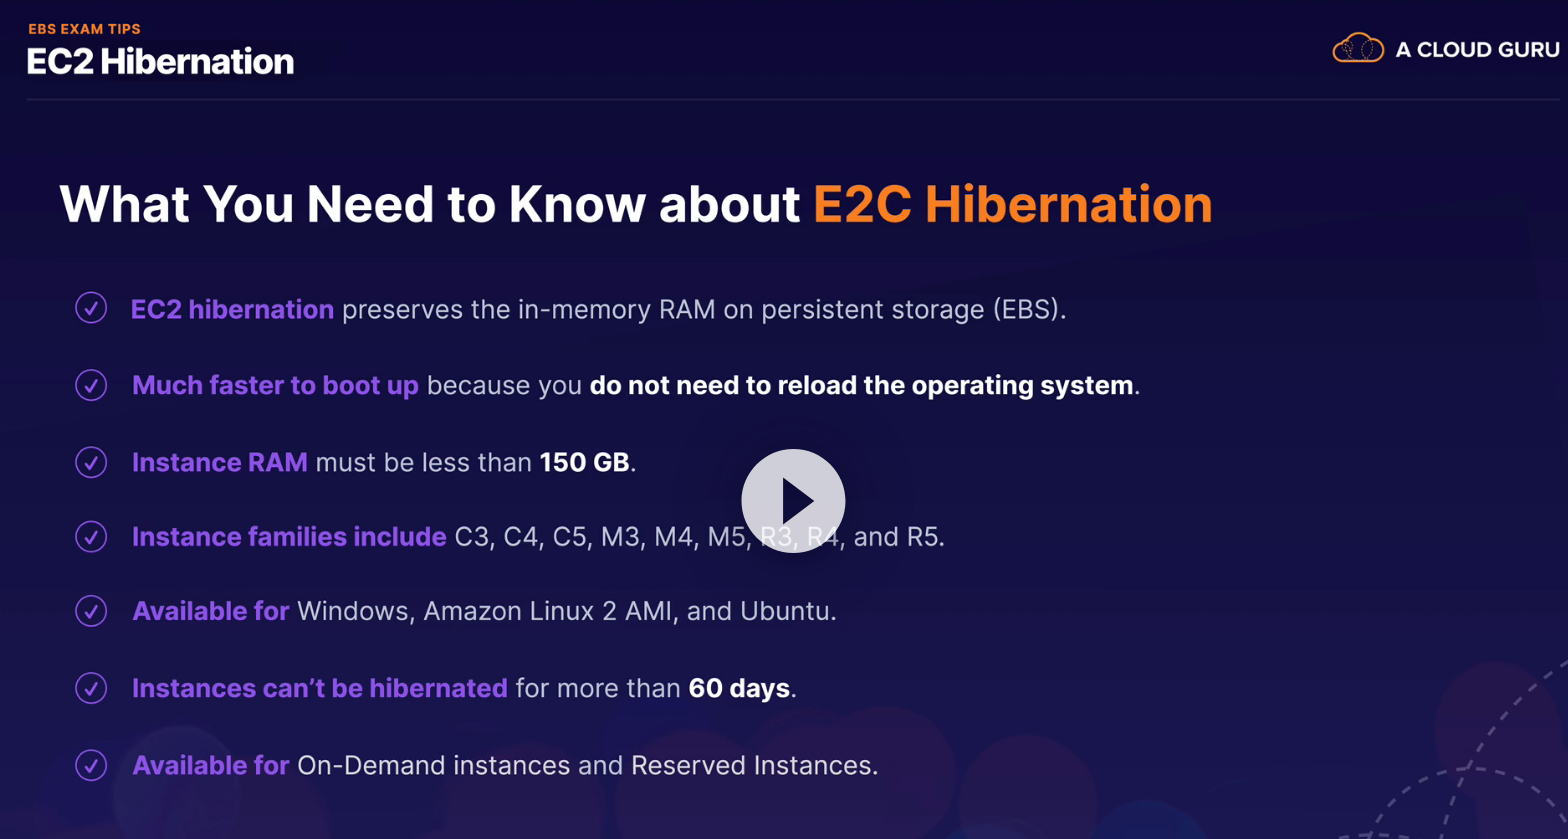 EBS EXAM TIPS
EC2 Hibernation
A CLOUD GURU
What You Need to Know about E2C Hibernation
EC2 hibernation preserves the in-memory RAM on persistent storage (EBS).
Much faster to boot up because you do not need to reload the operating system.
Instance RAM must be less than 150 GB.
Instance families include C3, C4, C5, M3, M4, M5, R3, R4, and R5.
Available for Windows, Amazon Linux 2 AMI, and Ubuntu.
Instances can’t be hibernated for more than 60 days.
Available for On-Demand instances and Reserved Instances.